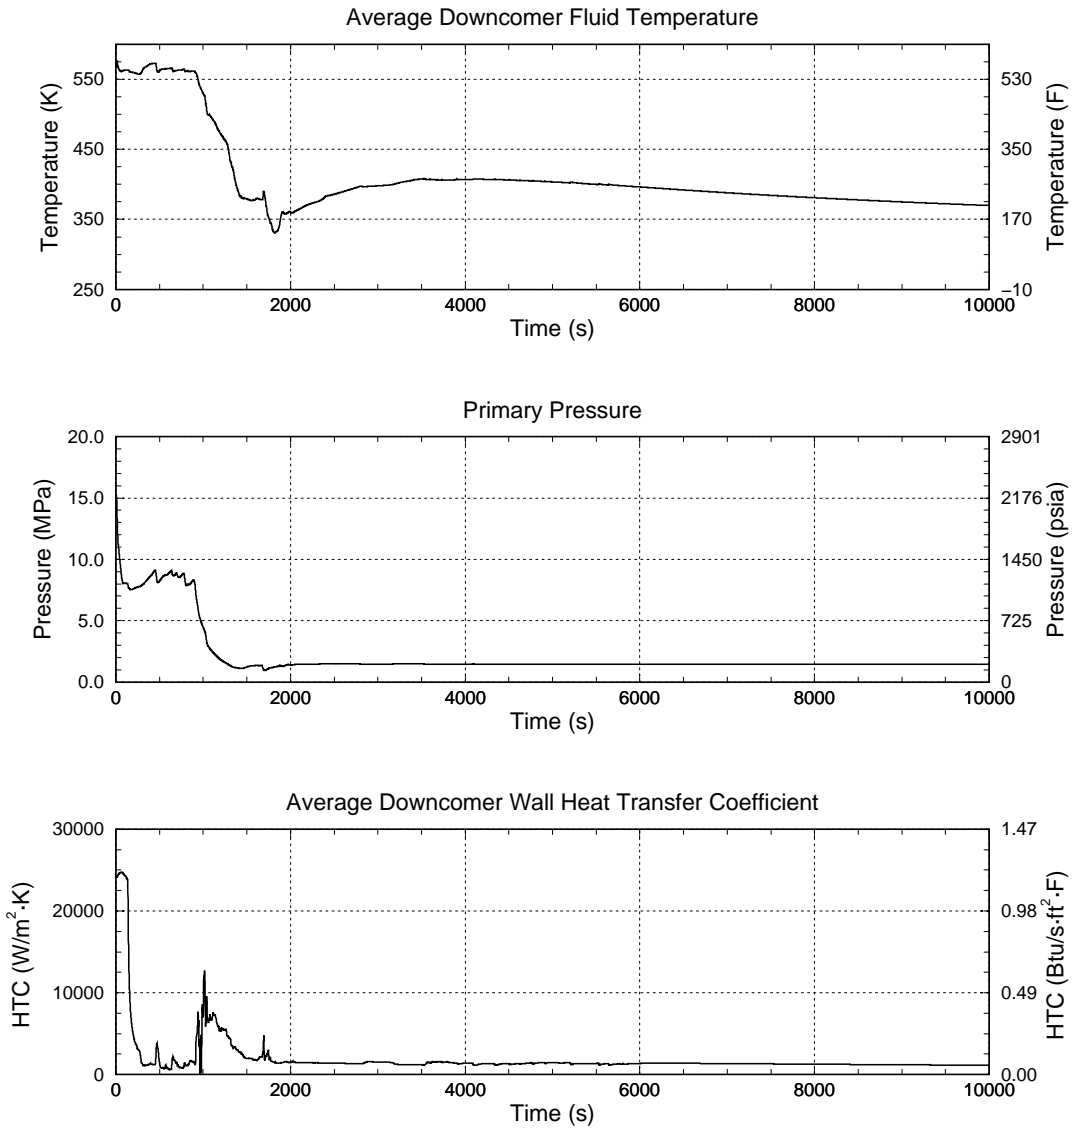 Average Downcomer Fluid Temperature
Temperature (K)
550
450
350
250
530
350
170
−10
Temperature (F)
0 2000 4000 6000 8000 10000
Time (s)
Primary Pressure
Pressure (MPa)
20.0
15.0
10.0
5.0
0.0
2901
2176
1450
725
0
Pressure (psia)
0 2000 4000 6000 8000 10000
Time (s)
Average Downcomer Wall Heat Transfer Coefficient
HTC (W/m²·K)
30000
20000
10000
0
1.47
0.98
0.49
0.00
HTC (Btu/s·ft²·F)
0 2000 4000 6000 8000 10000
Time (s)